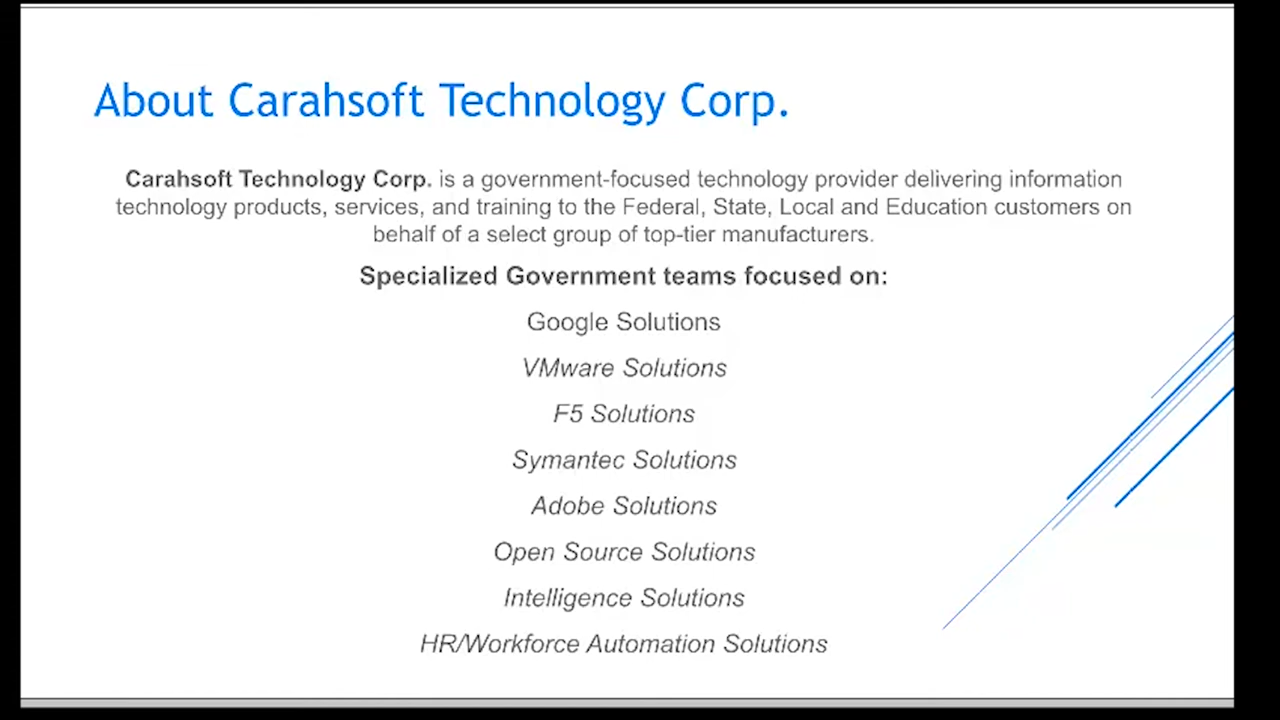 About Carahsoft Technology Corp.
Carahsoft Technology Corp. is a government-focused technology provider delivering information
technology products, services, and training to the Federal, State, Local and Education customers on
behalf of a select group of top-tier manufacturers.
Specialized Government teams focused on:
Google Solutions
VMware Solutions
F5 Solutions
Symantec Solutions
Adobe Solutions
Open Source Solutions
Intelligence Solutions
HR/Workforce Automation Solutions